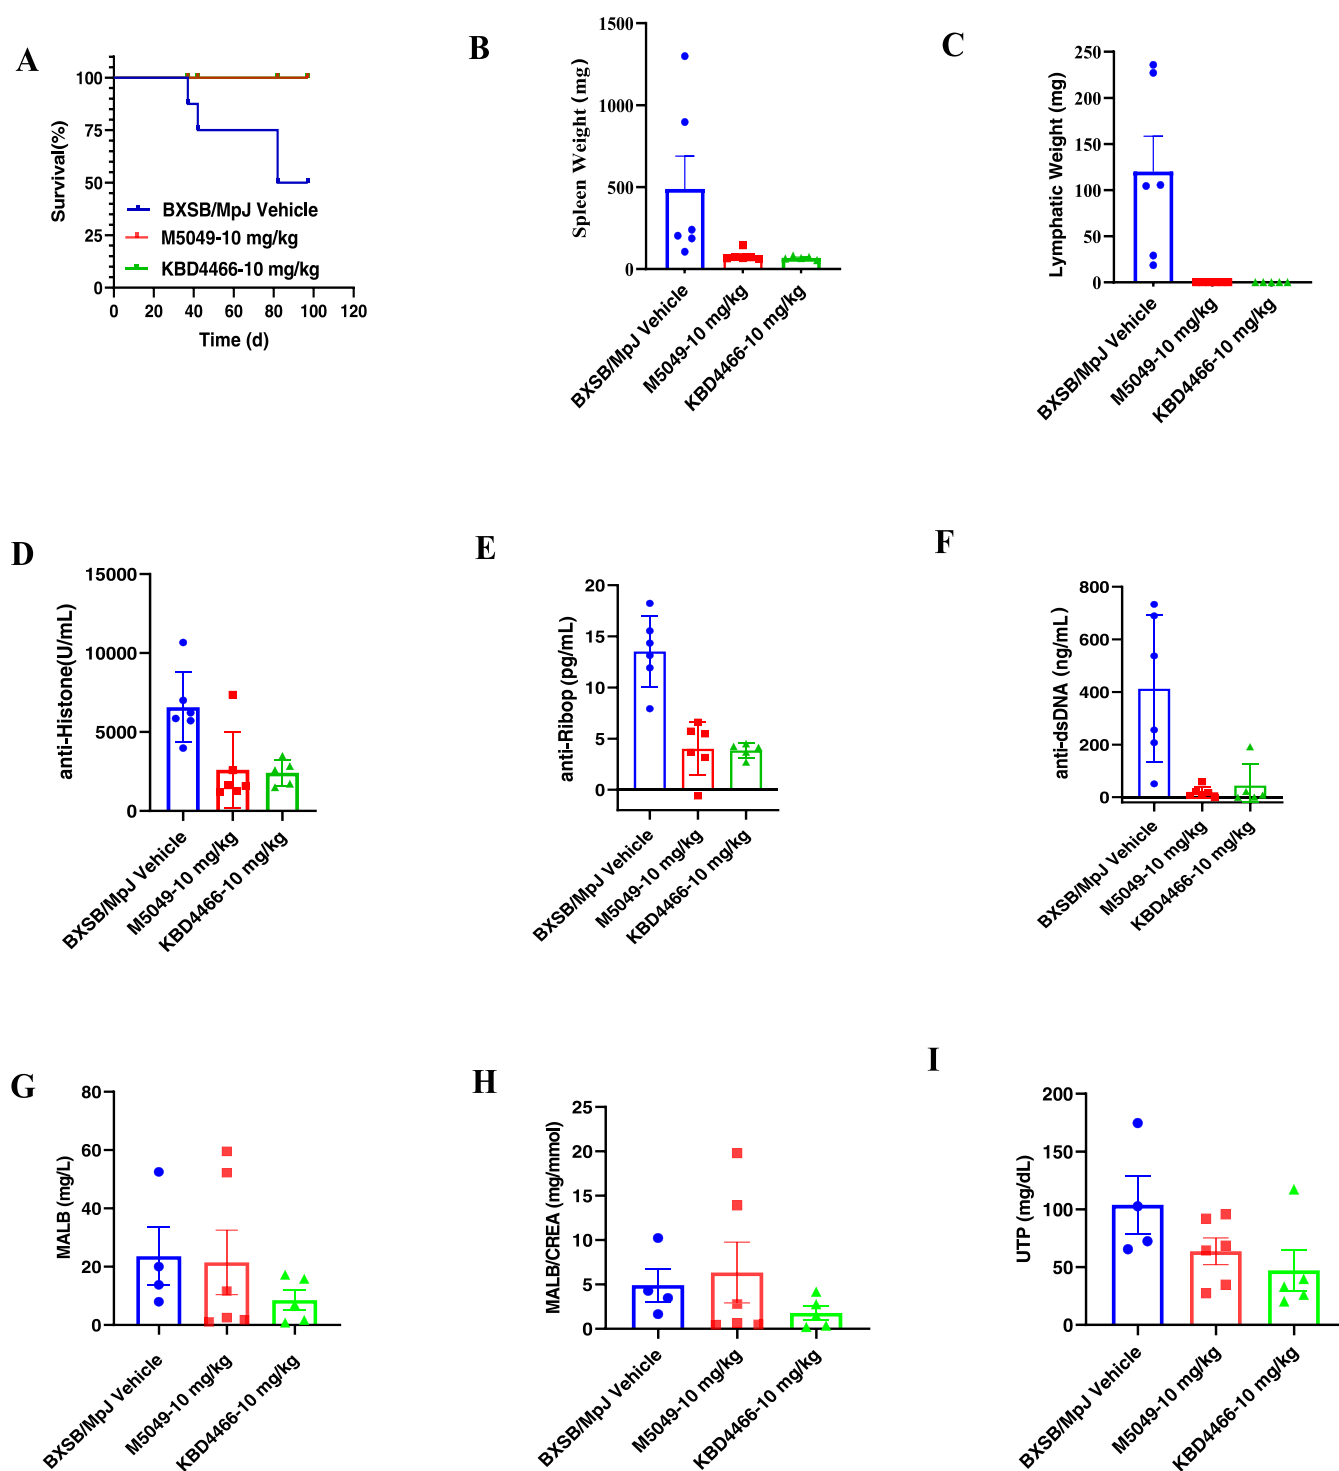 A
Survival(%)
100
75
50
25
0
BXSB/MpJ Vehicle
M5049-10 mg/kg
KBD4466-10 mg/kg
0 20 40 60 80 100 120
Time (d)
B
Spleen Weight (mg)
1500
1000
500
0
BXSB/MpJ Vehicle
M5049-10 mg/kg
KBD4466-10 mg/kg
C
Lymphatic Weight (mg)
250
200
150
100
50
0
BXSB/MpJ Vehicle
M5049-10 mg/kg
KBD4466-10 mg/kg
D
anti-Histone(U/mL)
15000
10000
5000
0
BXSB/MpJ Vehicle
M5049-10 mg/kg
KBD4466-10 mg/kg
E
anti-Ribop (pg/mL)
20
15
10
5
0
BXSB/MpJ Vehicle
M5049-10 mg/kg
KBD4466-10 mg/kg
F
anti-dsDNA (ng/mL)
800
600
400
200
0
BXSB/MpJ Vehicle
M5049-10 mg/kg
KBD4466-10 mg/kg
G
MALB (mg/L)
80
60
40
20
0
BXSB/MpJ Vehicle
M5049-10 mg/kg
KBD4466-10 mg/kg
H
MALB/CREA (mg/mmol)
25
20
15
10
5
0
BXSB/MpJ Vehicle
M5049-10 mg/kg
KBD4466-10 mg/kg
I
UTP (mg/dL)
200
150
100
50
0
BXSB/MpJ Vehicle
M5049-10 mg/kg
KBD4466-10 mg/kg